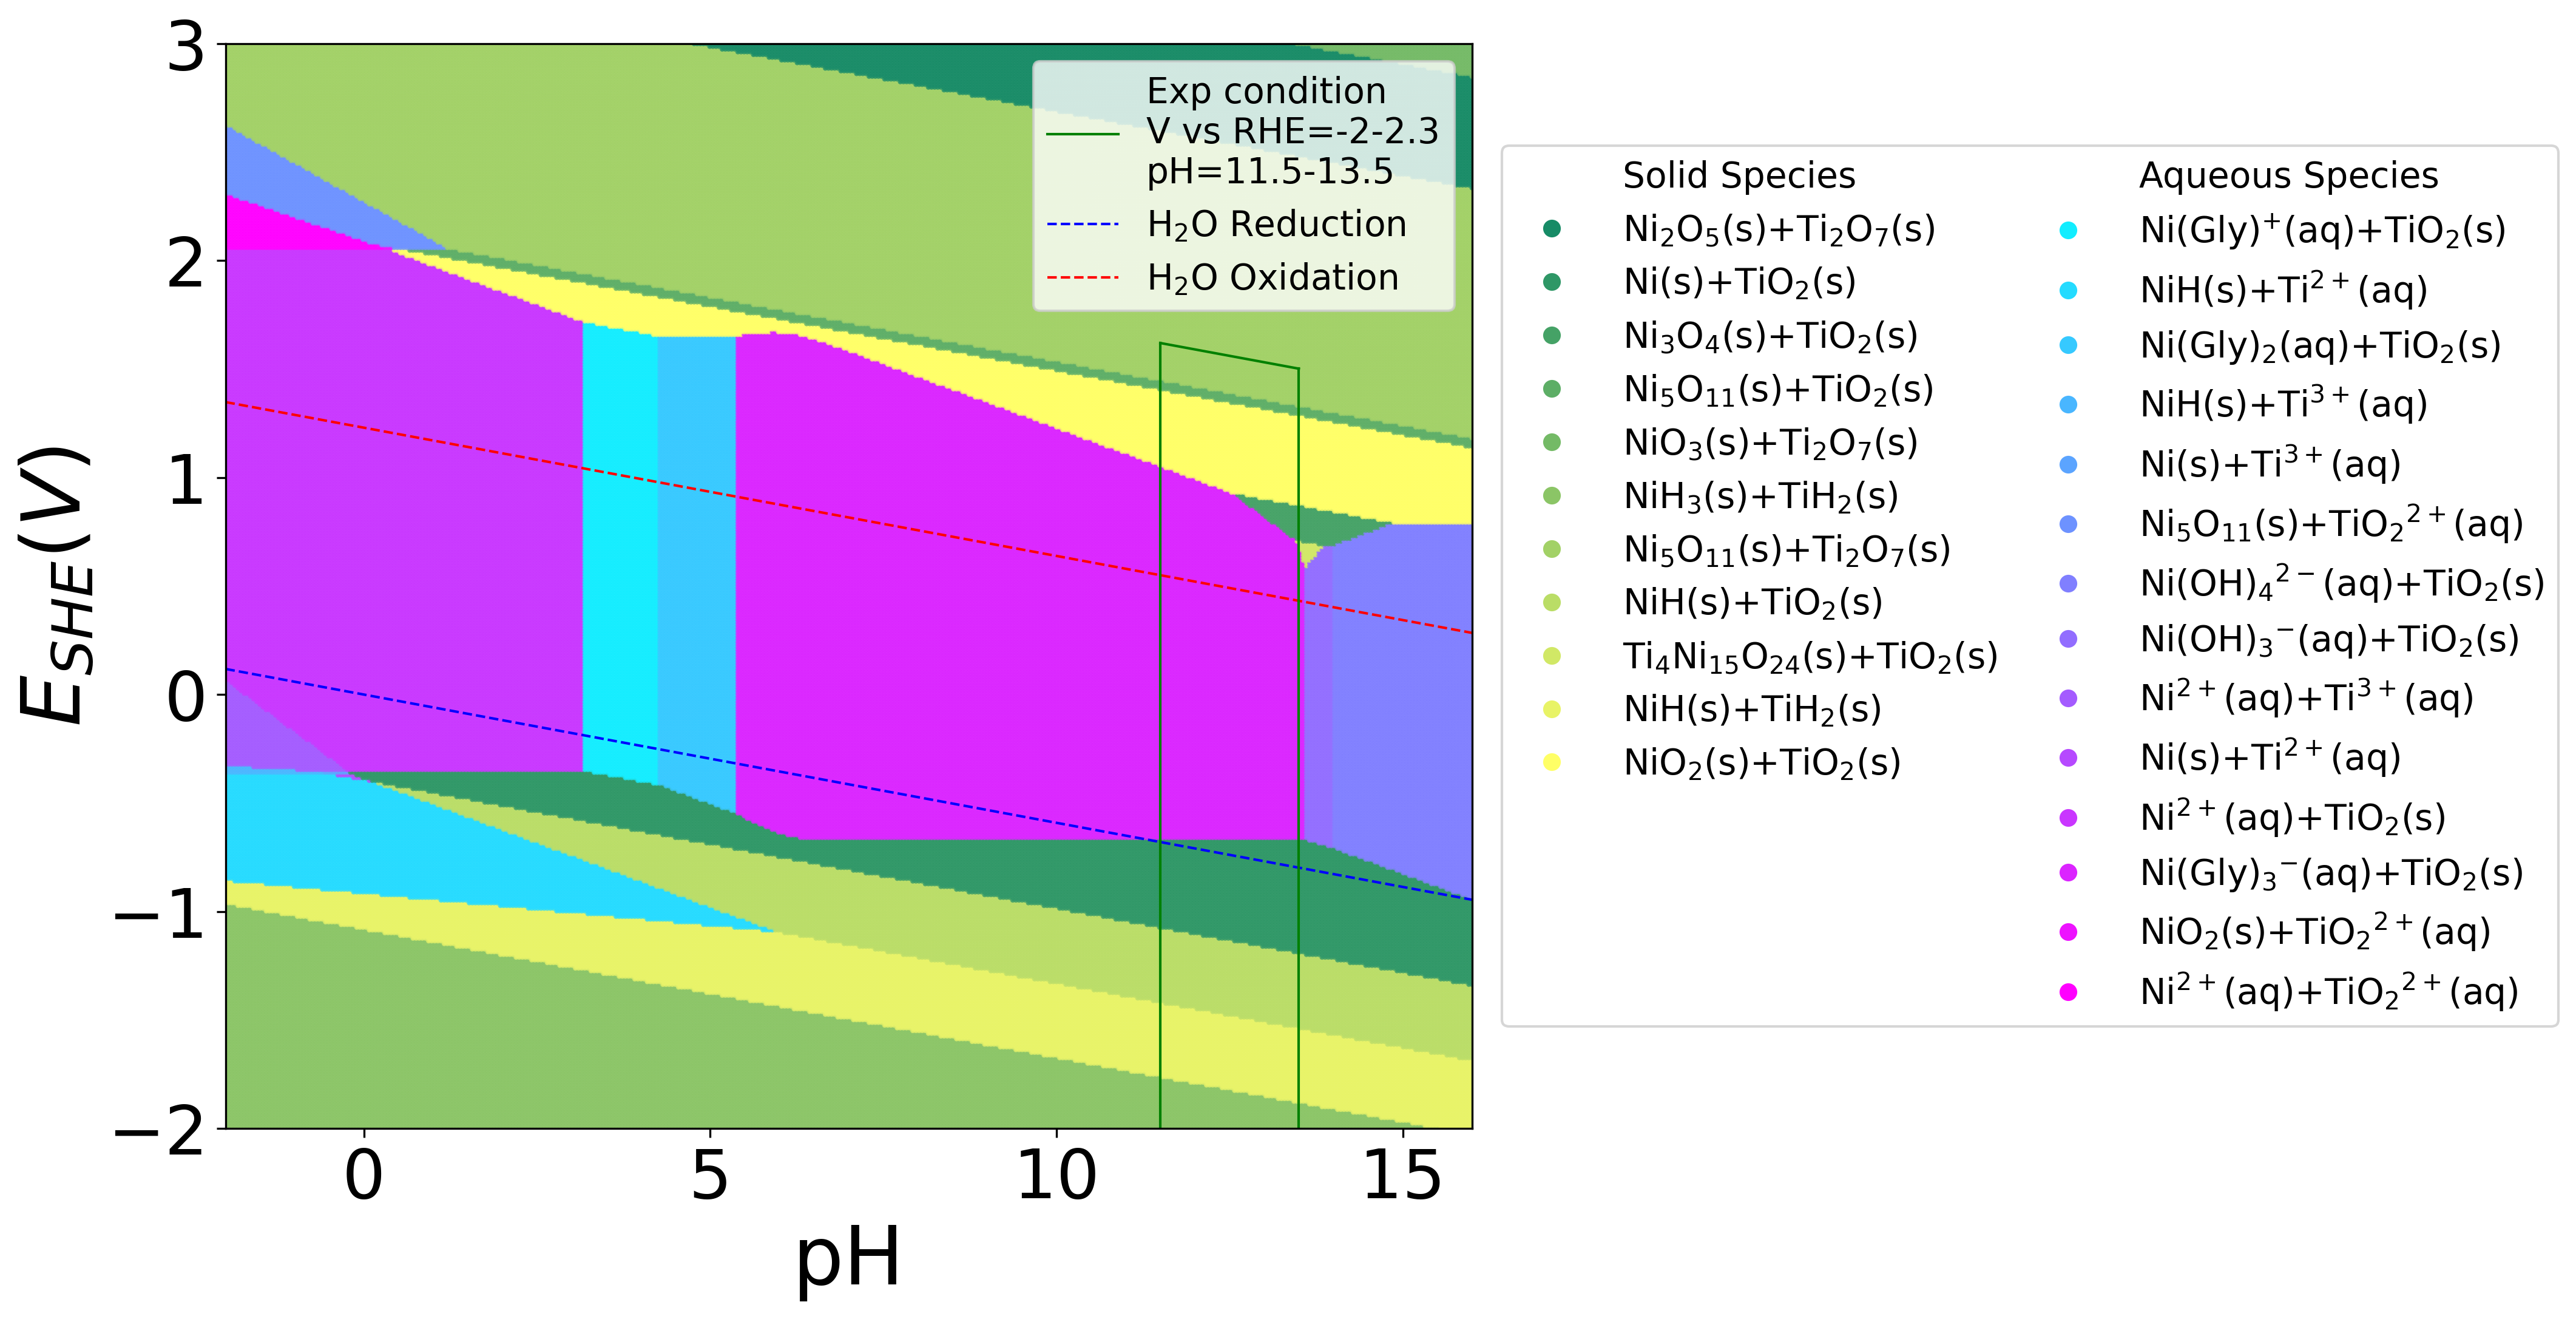 3
2
1
0
−1
−2
E_SHE(V)
0
5
10
15
pH
Exp condition
V vs RHE=-2-2.3
pH=11.5-13.5
H₂O Reduction
H₂O Oxidation
Solid Species
Ni₂O₅(s)+Ti₂O₇(s)
Ni(s)+TiO₂(s)
Ni₃O₄(s)+TiO₂(s)
Ni₅O₁₁(s)+TiO₂(s)
NiO₃(s)+Ti₂O₇(s)
NiH₃(s)+TiH₂(s)
Ni₅O₁₁(s)+Ti₂O₇(s)
NiH(s)+TiO₂(s)
Ti₄Ni₁₅O₂₄(s)+TiO₂(s)
NiH(s)+TiH₂(s)
NiO₂(s)+TiO₂(s)
Aqueous Species
Ni(Gly)⁺(aq)+TiO₂(s)
NiH(s)+Ti²⁺(aq)
Ni(Gly)₂(aq)+TiO₂(s)
NiH(s)+Ti³⁺(aq)
Ni(s)+Ti³⁺(aq)
Ni₅O₁₁(s)+TiO₂²⁺(aq)
Ni(OH)₄²⁻(aq)+TiO₂(s)
Ni(OH)₃⁻(aq)+TiO₂(s)
Ni²⁺(aq)+Ti³⁺(aq)
Ni(s)+Ti²⁺(aq)
Ni²⁺(aq)+TiO₂(s)
Ni(Gly)₃⁻(aq)+TiO₂(s)
NiO₂(s)+TiO₂²⁺(aq)
Ni²⁺(aq)+TiO₂²⁺(aq)